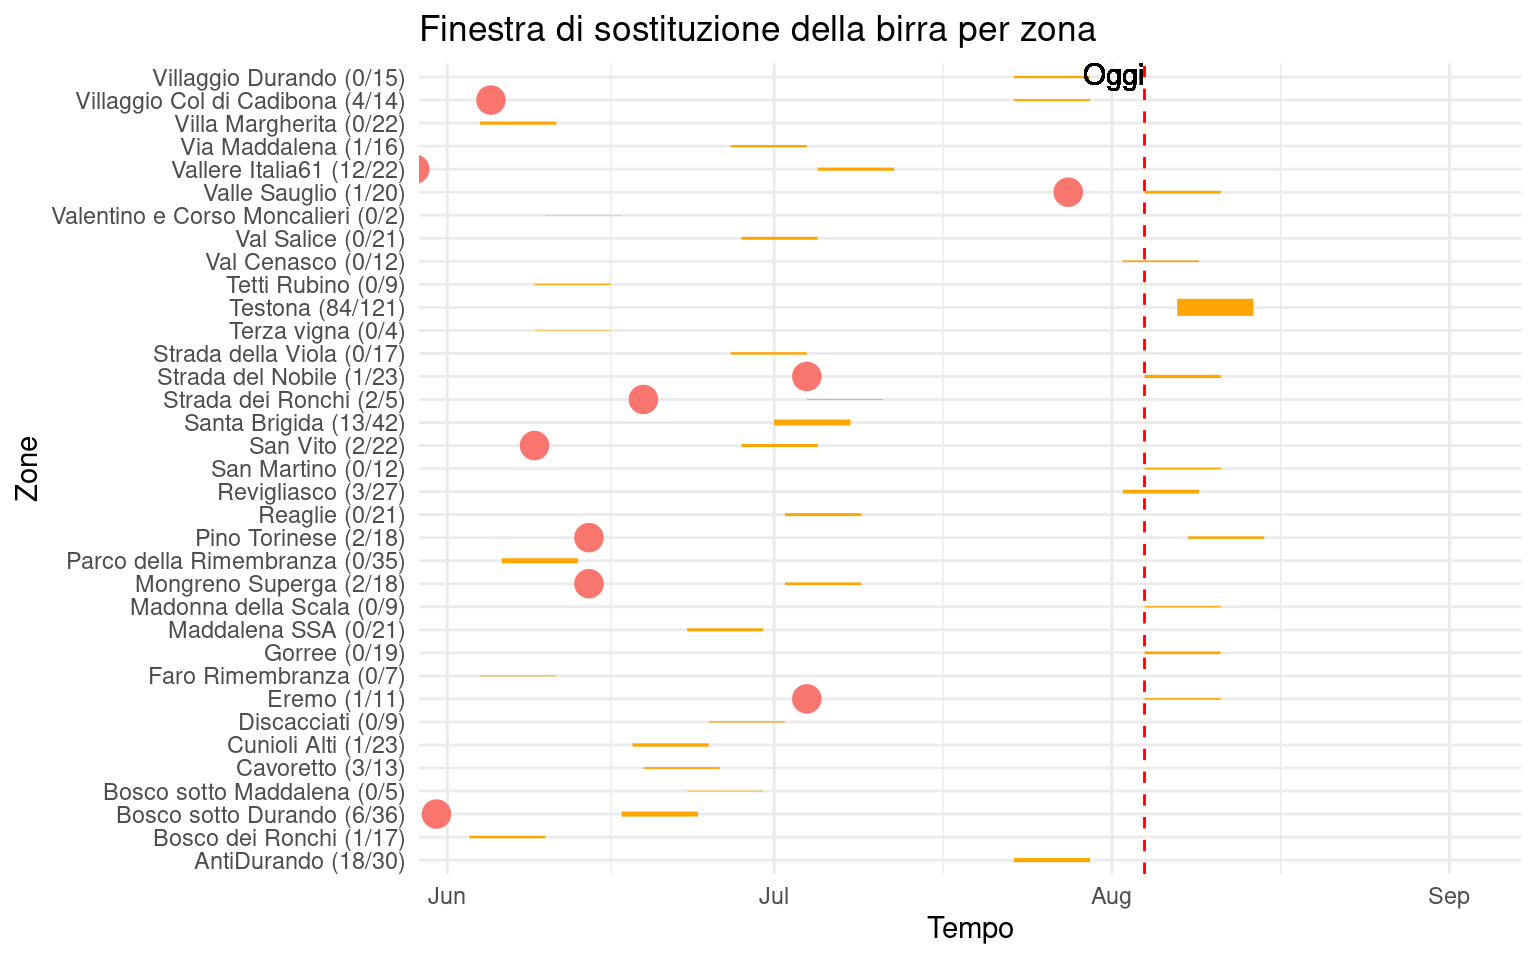 Finestra di sostituzione della birra per zona
Oggi
Villaggio Durando (0/15)
Villaggio Col di Cadibona (4/14)
Villa Margherita (0/22)
Via Maddalena (1/16)
Vallere Italia61 (12/22)
Valle Sauglio (1/20)
Valentino e Corso Moncalieri (0/2)
Val Salice (0/21)
Val Cenasco (0/12)
Tetti Rubino (0/9)
Testona (84/121)
Terza vigna (0/4)
Strada della Viola (0/17)
Strada del Nobile (1/23)
Strada dei Ronchi (2/5)
Santa Brigida (13/42)
San Vito (2/22)
San Martino (0/12)
Revigliasco (3/27)
Reaglie (0/21)
Pino Torinese (2/18)
Parco della Rimembranza (0/35)
Mongreno Superga (2/18)
Madonna della Scala (0/9)
Maddalena SSA (0/21)
Gorree (0/19)
Faro Rimembranza (0/7)
Eremo (1/11)
Discacciati (0/9)
Cunioli Alti (1/23)
Cavoretto (3/13)
Bosco sotto Maddalena (0/5)
Bosco sotto Durando (6/36)
Bosco dei Ronchi (1/17)
AntiDurando (18/30)
Zone
Jun Jul Aug Sep
Tempo